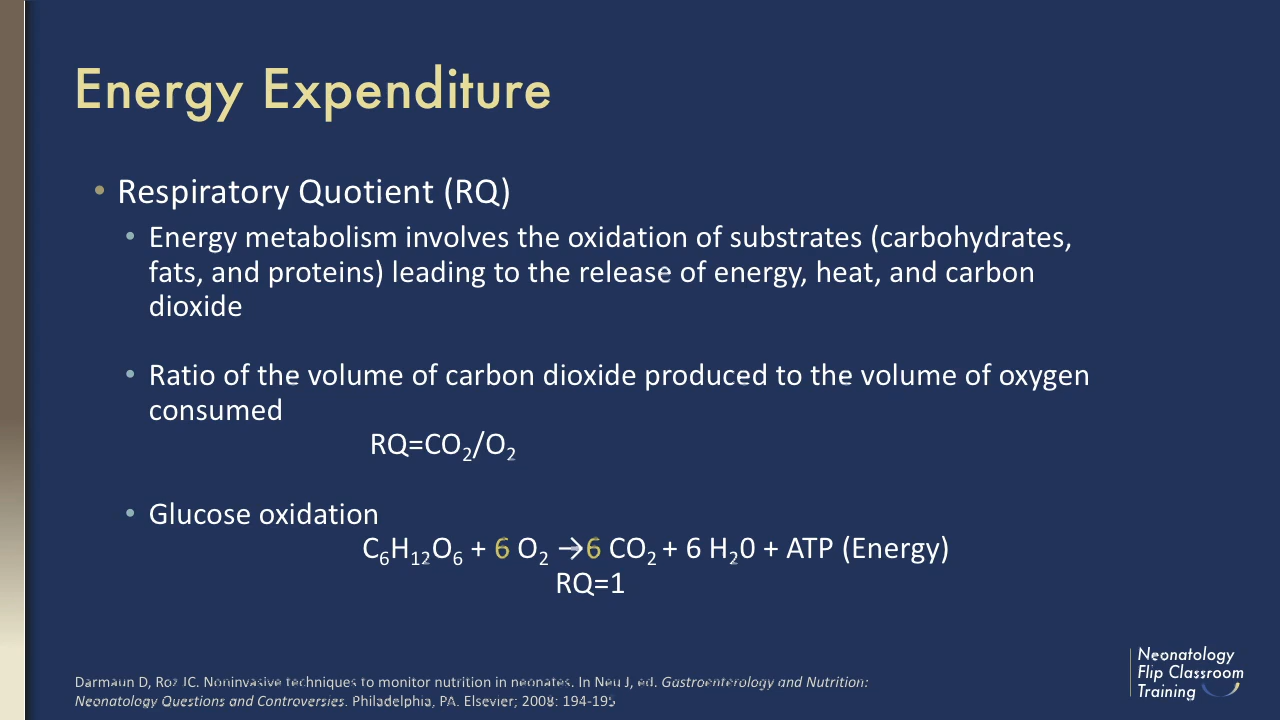 Energy Expenditure
• Respiratory Quotient (RQ)
• Energy metabolism involves the oxidation of substrates (carbohydrates,
fats, and proteins) leading to the release of energy, heat, and carbon
dioxide
• Ratio of the volume of carbon dioxide produced to the volume of oxygen
consumed
RQ=CO₂/O₂
• Glucose oxidation
C₆H₁₂O₆ + 6 O₂ →6 CO₂ + 6 H₂0 + ATP (Energy)
RQ=1
Darmaun D, Roz JC. Noninvasive techniques to monitor nutrition in neonates. In Neu J, ed. Gastroenterology and Nutrition:
Neonatology Questions and Controversies. Philadelphia, PA. Elsevier; 2008: 194-195
Neonatology
Flip Classroom
Training